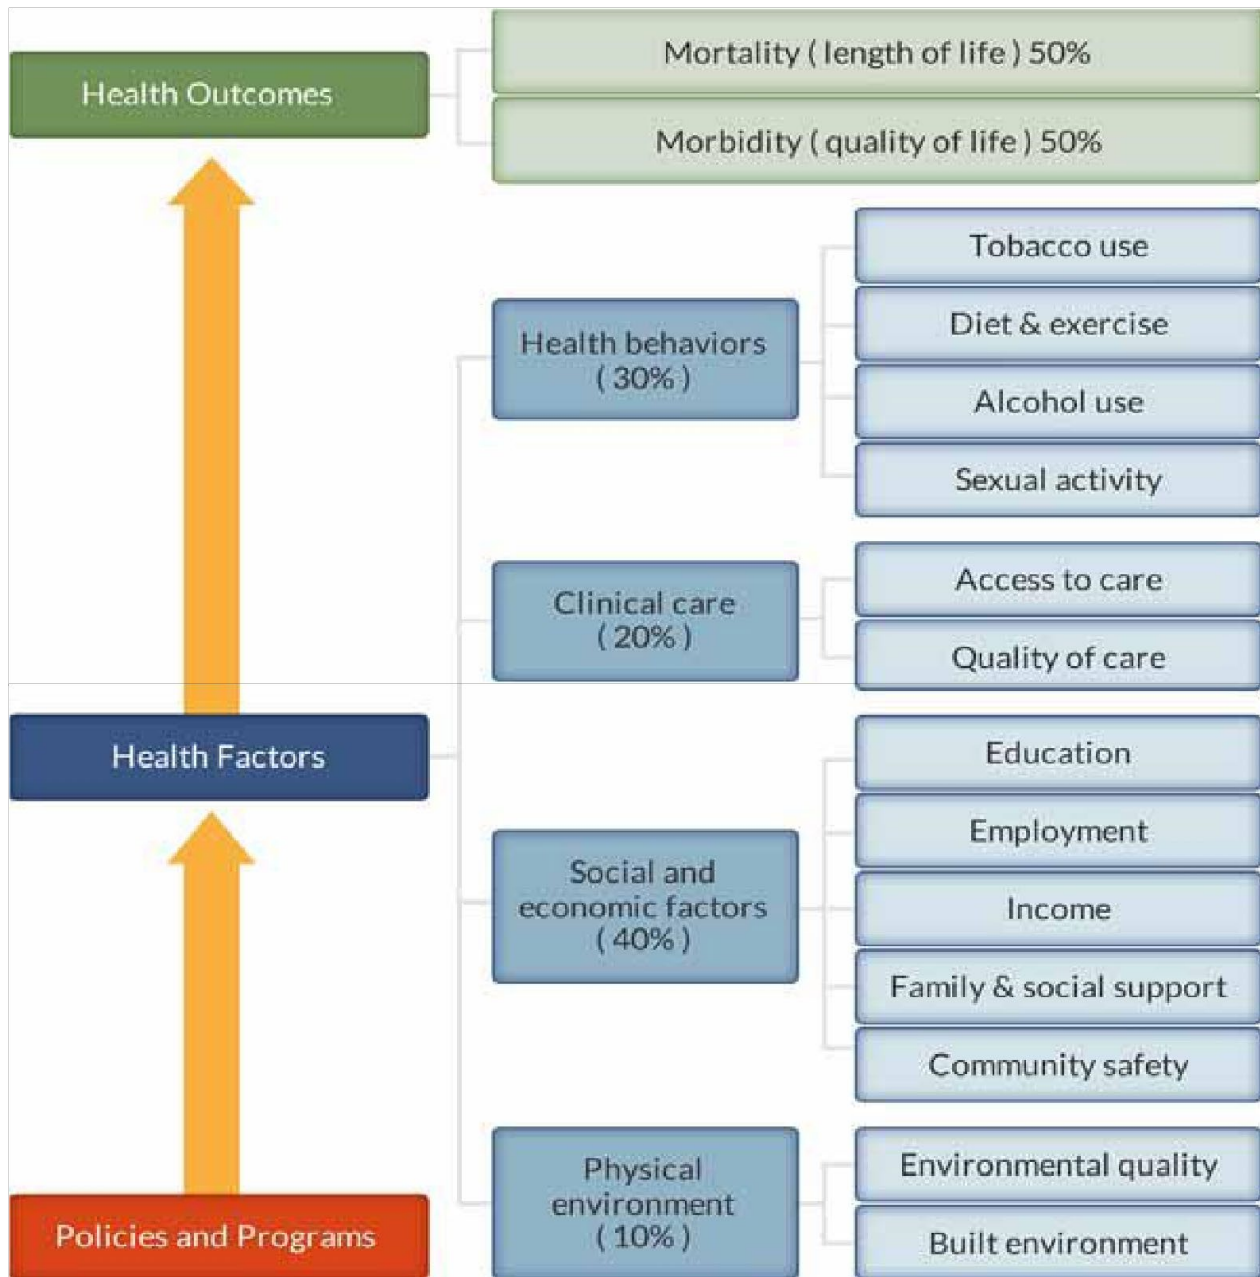 Health Outcomes
Mortality ( length of life ) 50%
Morbidity ( quality of life ) 50%
Health Factors
Health behaviors
( 30% )
Tobacco use
Diet & exercise
Alcohol use
Sexual activity
Clinical care
( 20% )
Access to care
Quality of care
Social and
economic factors
( 40% )
Education
Employment
Income
Family & social support
Community safety
Physical
environment
( 10% )
Environmental quality
Built environment
Policies and Programs